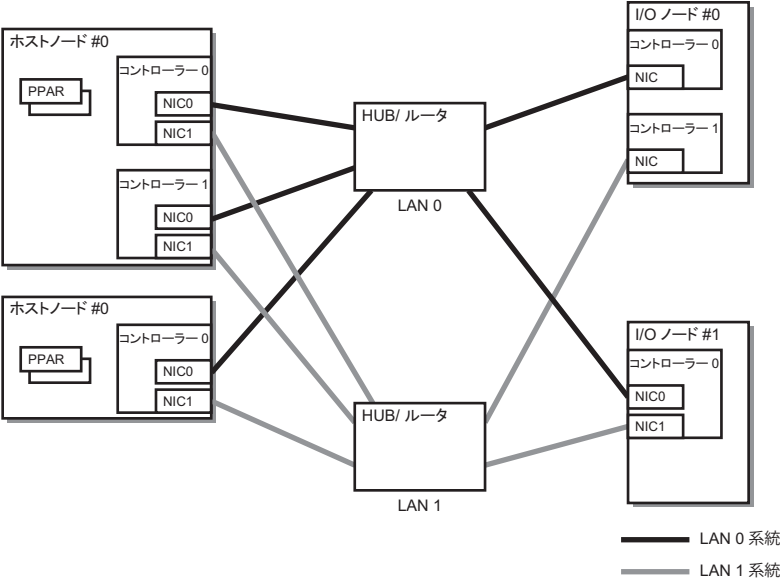 ホストノード #0
コントローラー 0
PPAR
NIC0
NIC1
コントローラー 1
NIC0
NIC1
ホストノード #0
コントローラー 0
PPAR
NIC0
NIC1
HUB/ ルータ
LAN 0
HUB/ ルータ
LAN 1
I/O ノード #0
コントローラー 0
NIC
コントローラー 1
NIC
I/O ノード #1
コントローラー 0
NIC0
NIC1
LAN 0 系統
LAN 1 系統